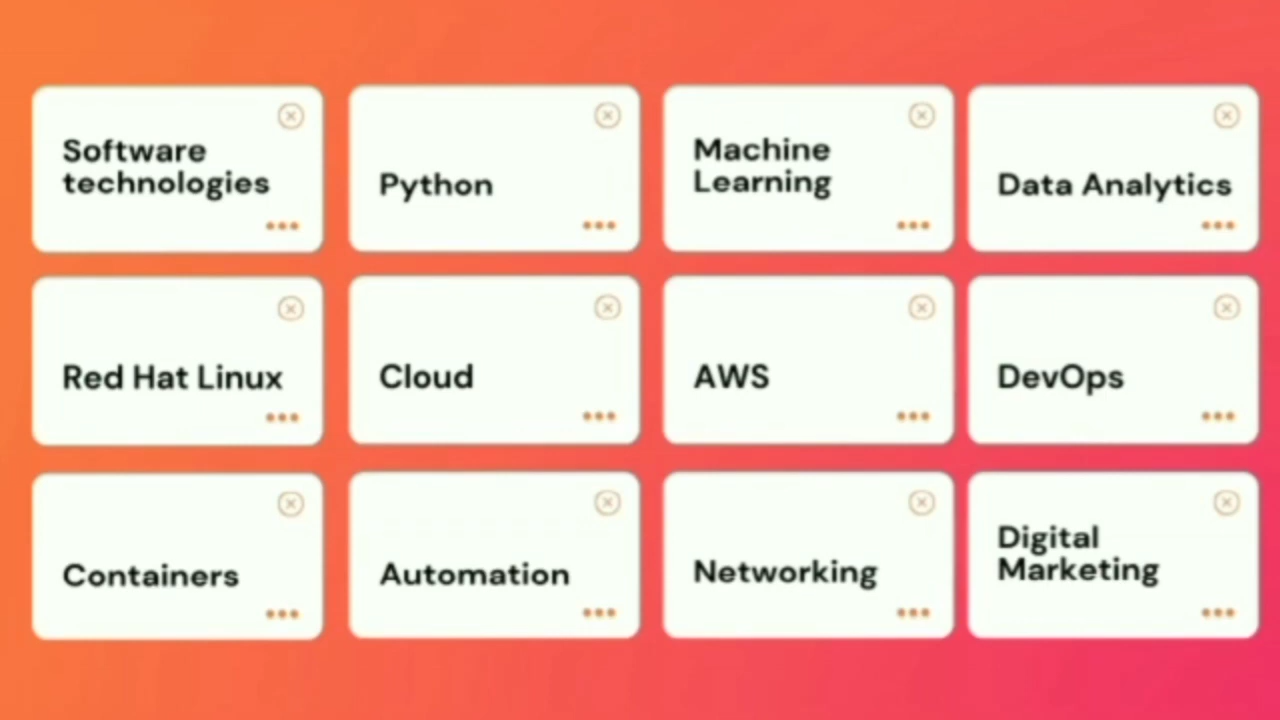 Software
technologies
Python
Machine
Learning
Data Analytics
Red Hat Linux
Cloud
AWS
DevOps
Containers
Automation
Networking
Digital
Marketing